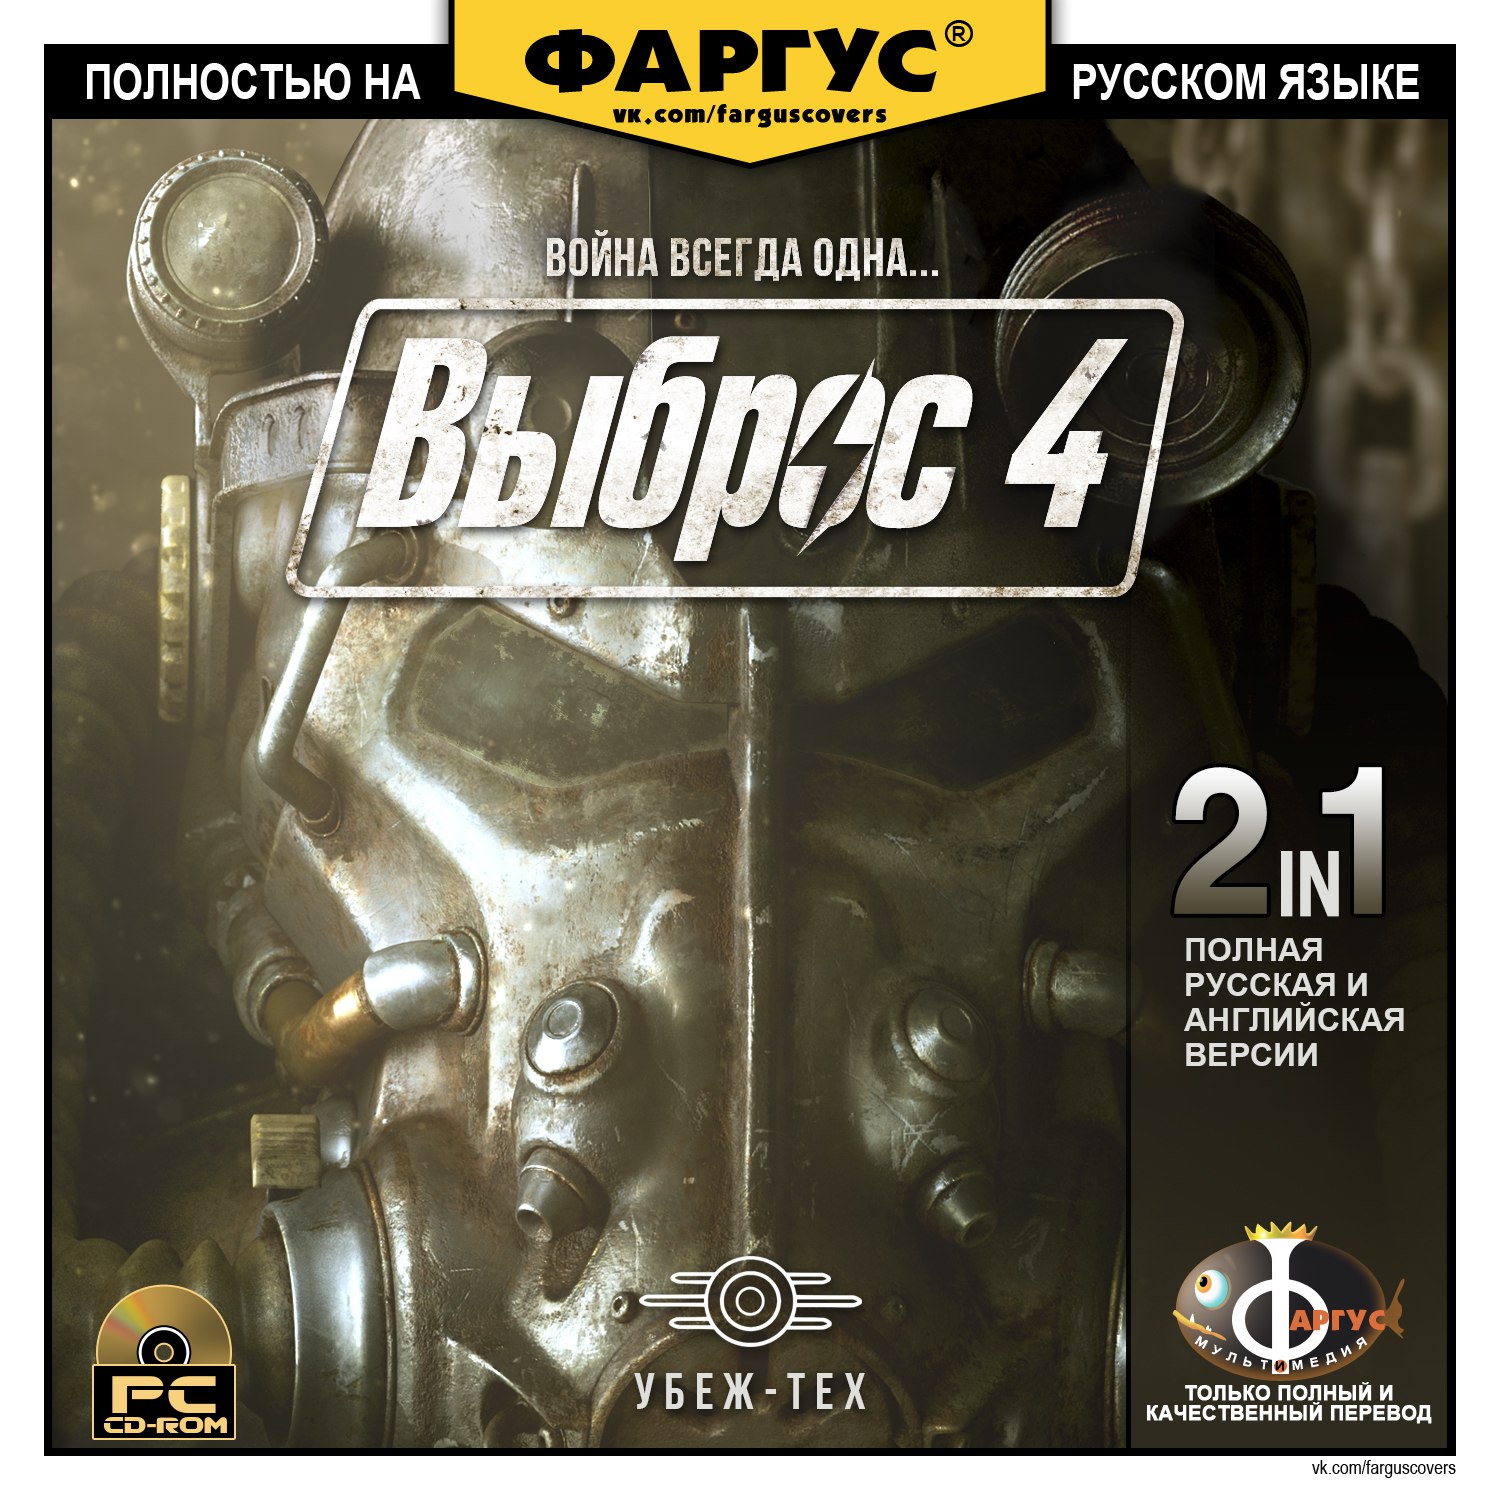 ФАРГУС®
vk.com/farguscovers
ПОЛНОСТЬЮ НА РУССКОМ ЯЗЫКЕ
ВОЙНА ВСЕГДА ОДНА...
Выброс 4
2IN1
ПОЛНАЯ
РУССКАЯ И
АНГЛИЙСКАЯ
ВЕРСИИ
УБЕЖ-ТЕХ
PC
CD-ROM
ФАРГУС
МУЛЬТИМЕДИЯ
ТОЛЬКО ПОЛНЫЙ И
КАЧЕСТВЕННЫЙ ПЕРЕВОД
vk.com/farguscovers